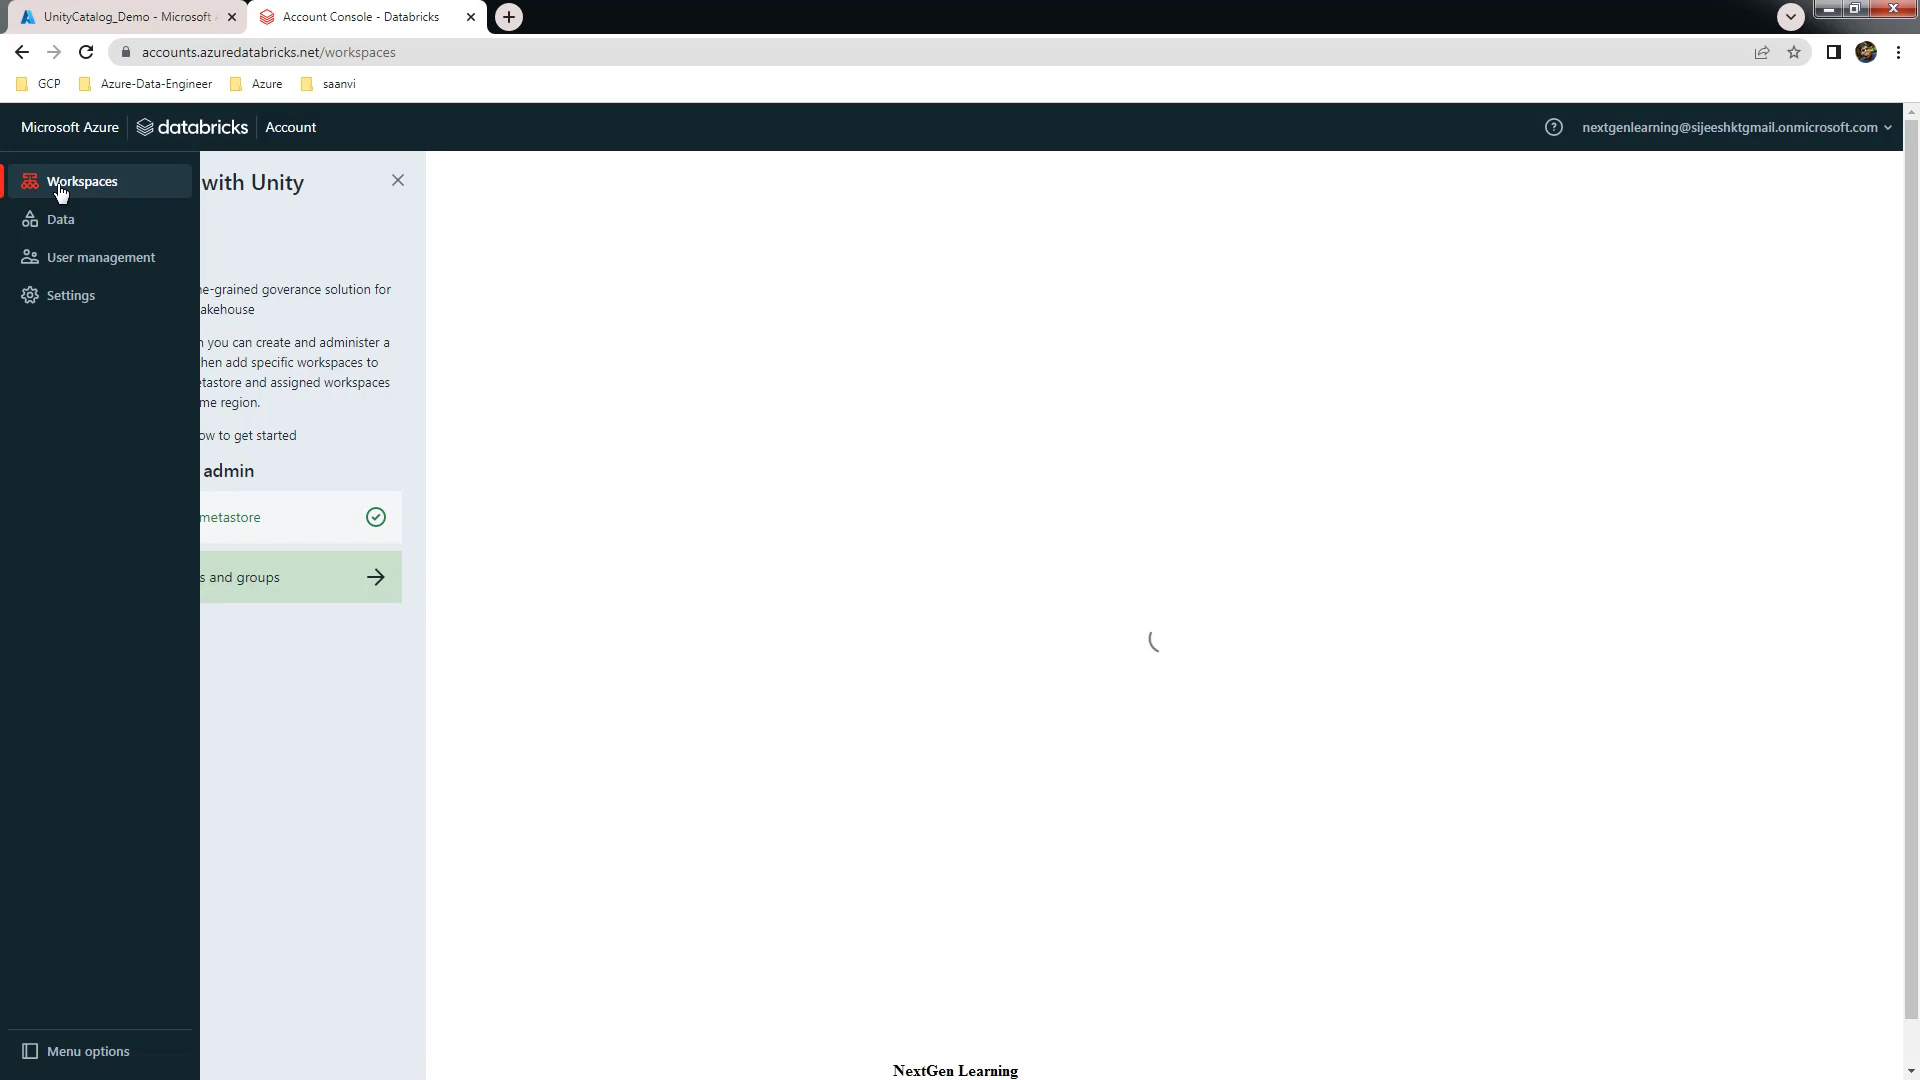 UnityCatalog_Demo - Microsoft
Account Console - Databricks
accounts.azuredatabricks.net/workspaces
GCP
Azure-Data-Engineer
Azure
saanvi
Microsoft Azure
databricks
Account
nextgenlearning@sijeeshktgmail.onmicrosoft.com
Workspaces
Data
User management
Settings
with Unity
ne-grained goverance solution for
akehouse
you can create and administer a
hen add specific workspaces to
etastore and assigned workspaces
me region.
ow to get started
admin
metastore
s and groups
Menu options
NextGen Learning